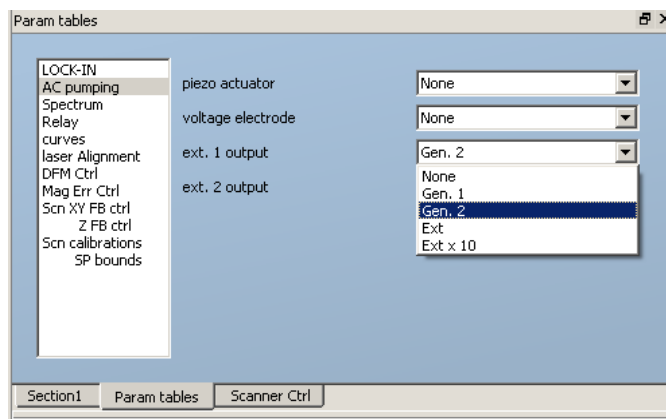 Param tables
LOCK-IN
AC pumping
Spectrum
Relay
curves
laser Alignment
DFM Ctrl
Mag Err Ctrl
Scn XY FB ctrl
Z FB ctrl
Scn calibrations
SP bounds
piezo actuator
None
voltage electrode
None
ext. 1 output
Gen. 2
ext. 2 output
None
Gen. 1
Gen. 2
Ext
Ext x 10
Section1
Param tables
Scanner Ctrl